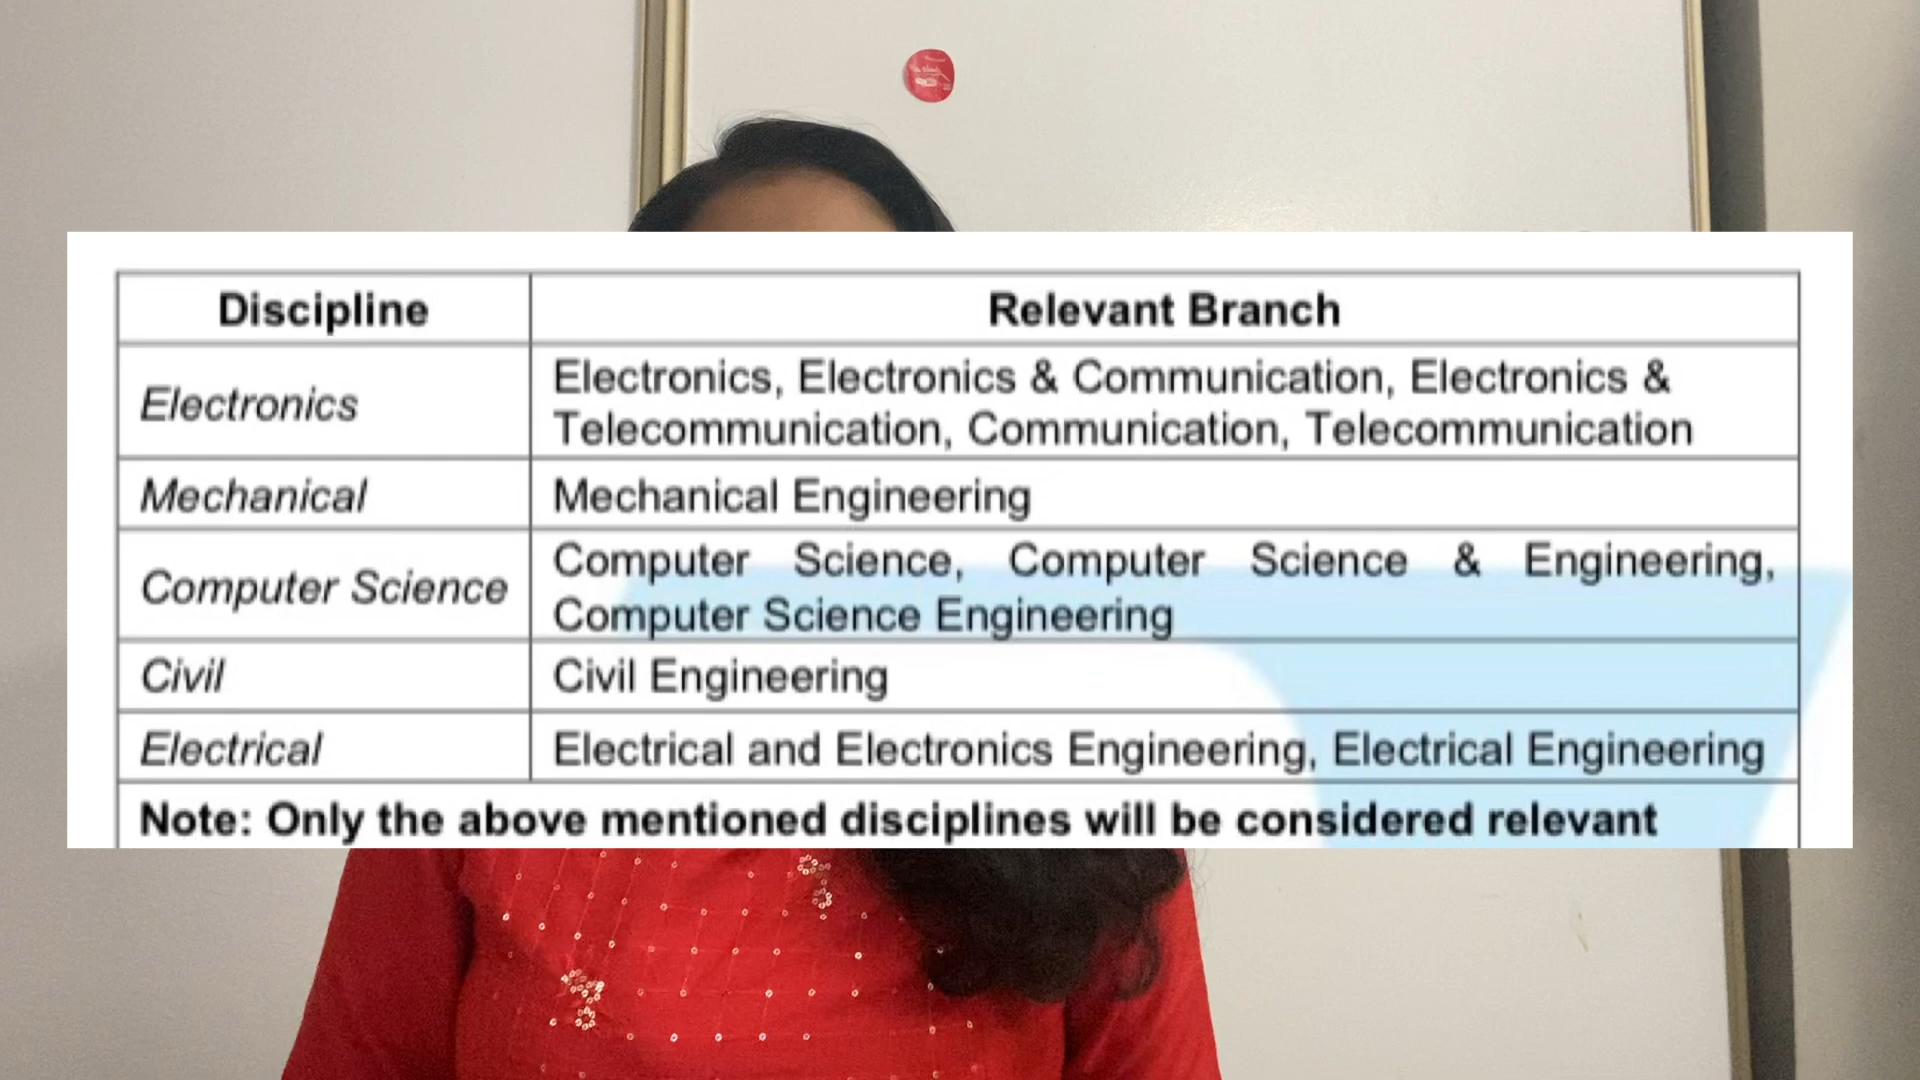 Discipline
Relevant Branch
Electronics
Electronics, Electronics & Communication, Electronics &
Telecommunication, Communication, Telecommunication
Mechanical
Mechanical Engineering
Computer Science
Computer Science, Computer Science & Engineering,
Computer Science Engineering
Civil
Civil Engineering
Electrical
Electrical and Electronics Engineering, Electrical Engineering
Note: Only the above mentioned disciplines will be considered relevant